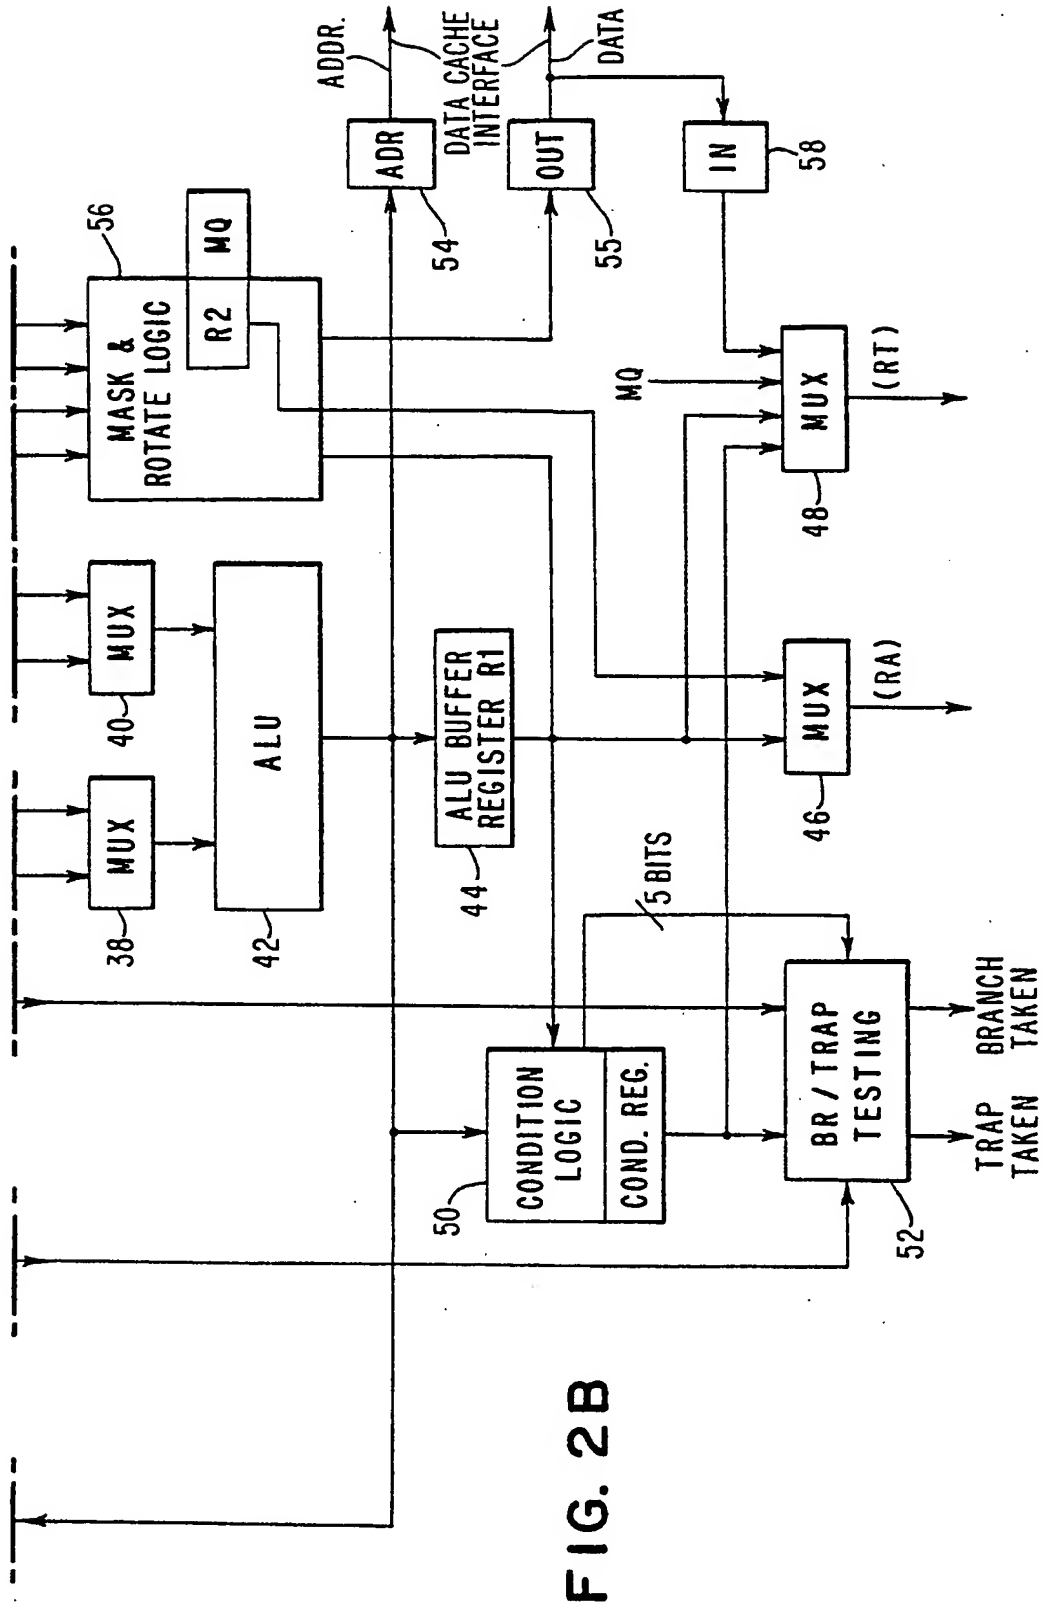 56
MASK &
ROTATE LOGIC
R2
MQ
MUX
40
MUX
38
ALU
42
ADDR.
ADR
54
DATA CACHE
INTERFACE
DATA
OUT
55
IN
58
ALU BUFFER
REGISTER R1
44
CONDITION
LOGIC
COND. REG.
50
5 BITS
MQ
MUX
48
(RT)
MUX
46
(RA)
BR/TRAP
TESTING
52
TRAP
TAKEN
BRANCH
TAKEN
FIG. 2B